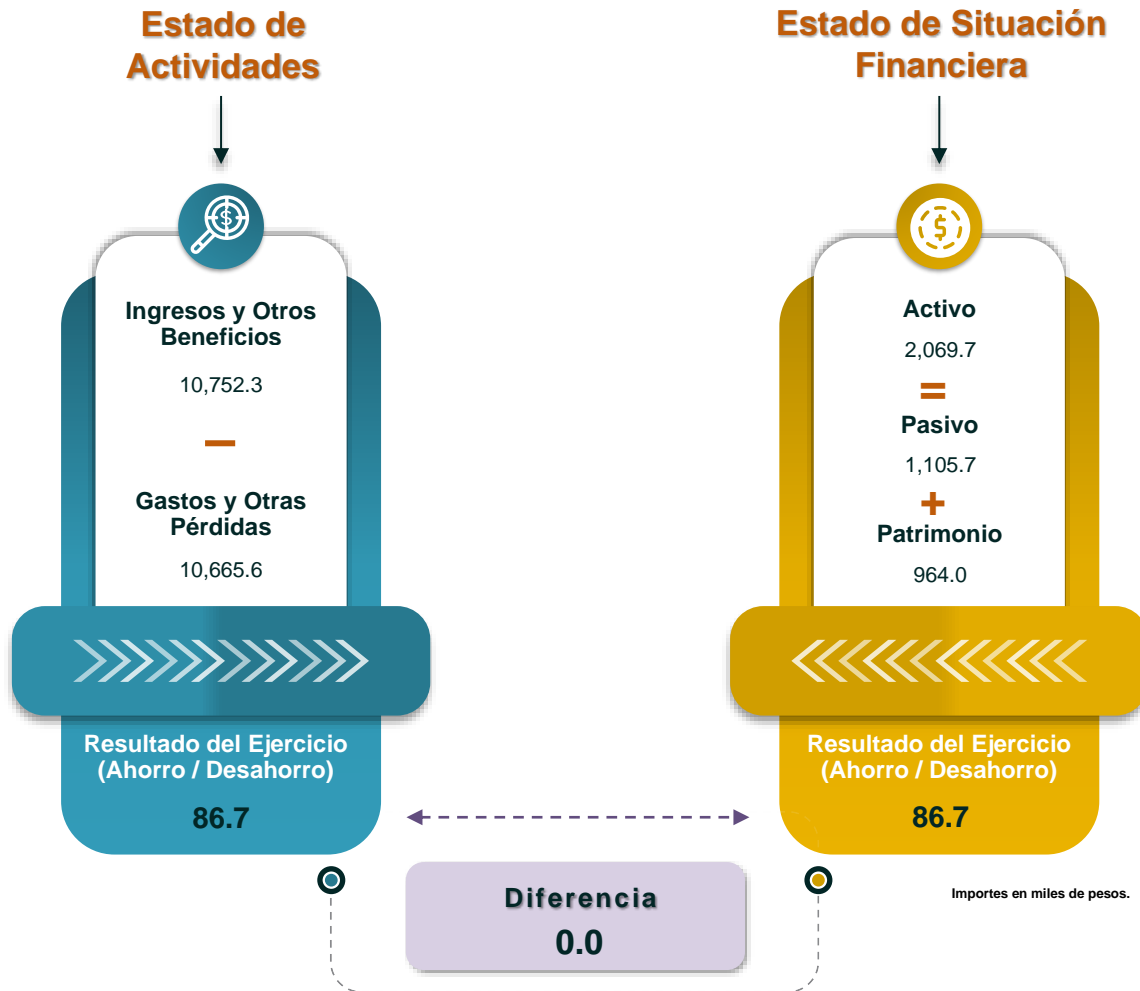 Estado de
Actividades
$
Ingresos y Otros
Beneficios
10,752.3
–
Gastos y Otras
Pérdidas
10,665.6
Resultado del Ejercicio
(Ahorro / Desahorro)
86.7
Estado de Situación
Financiera
$
Activo
2,069.7
=
Pasivo
1,105.7
+
Patrimonio
964.0
Resultado del Ejercicio
(Ahorro / Desahorro)
86.7
Diferencia
0.0
Importes en miles de pesos.